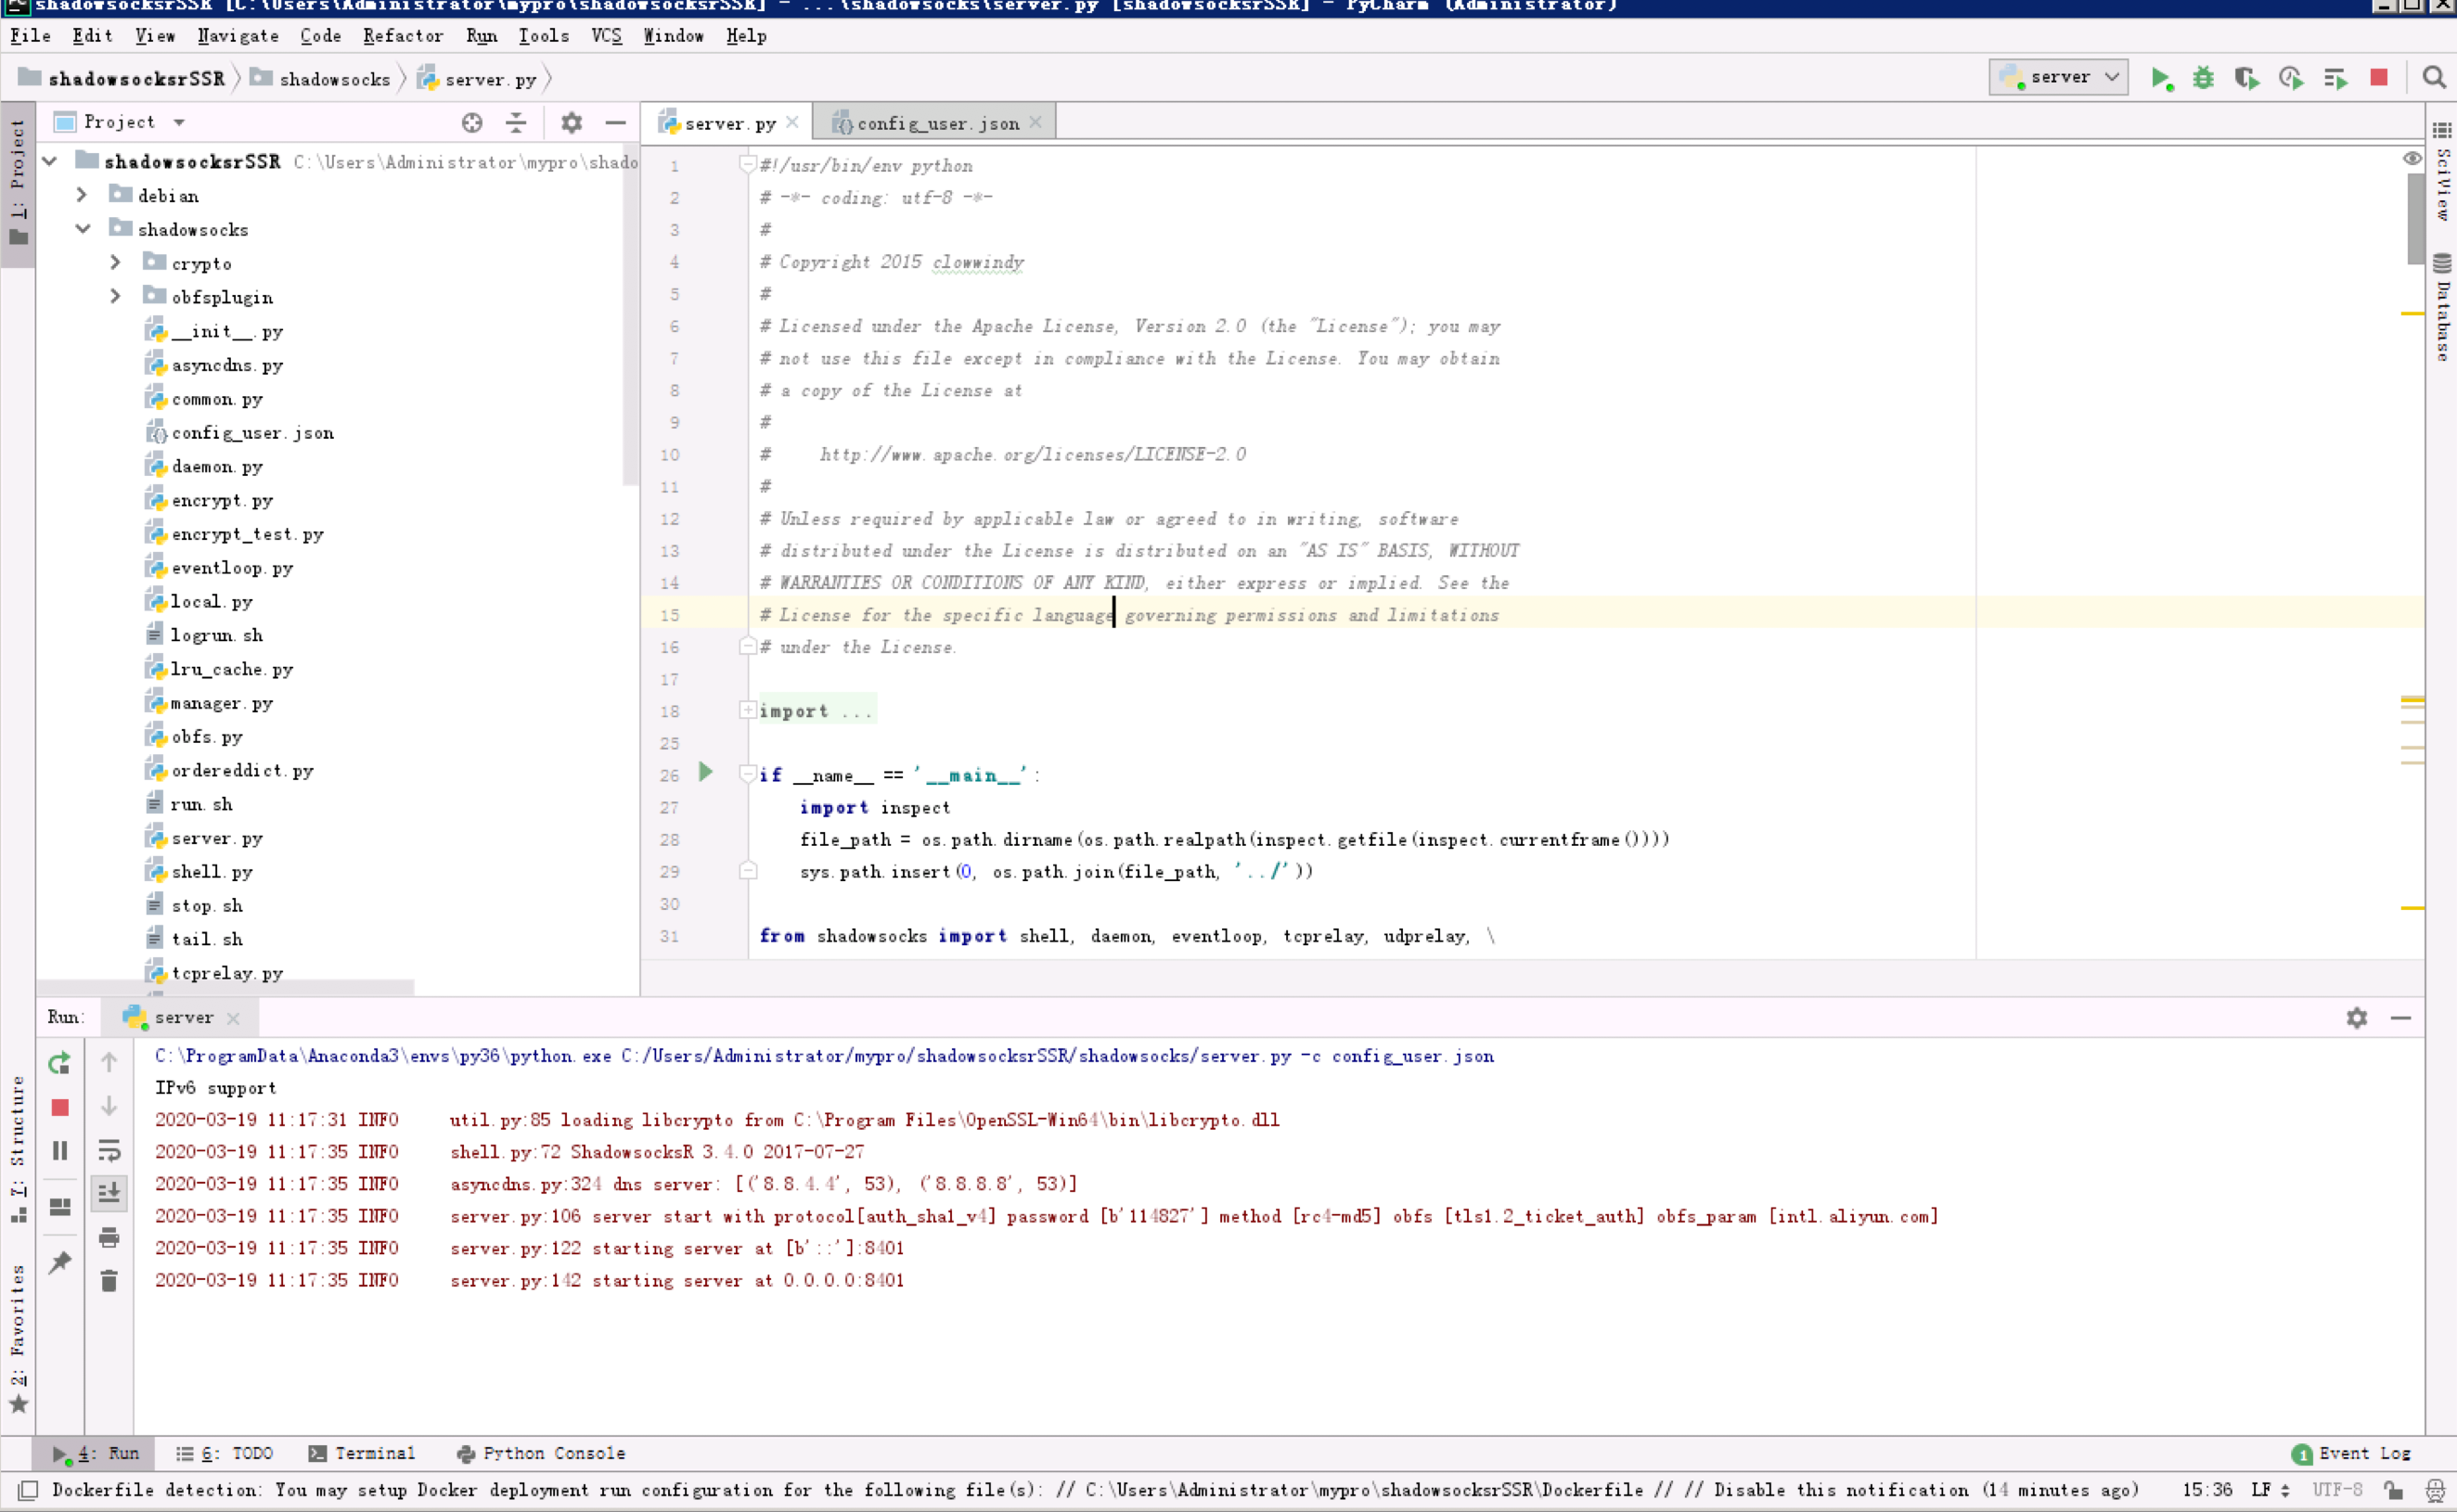 shadowsocksrSSR [C:\Users\Administrator\mypro\shadowsocksrSSR] - ...\shadowsocks\server.py [shadowsocksrSSR] - PyCharm (Administrator)
File Edit View Navigate Code Refactor Run Tools VCS Window Help
shadowsocksrSSR shadowsocks server.py
server
Project
server.py
config_user.json
1: Project
shadowsocksrSSR C:\Users\Administrator\mypro\shado
debian
shadowsocks
crypto
obfsplugin
__init__.py
asyncdns.py
common.py
config_user.json
daemon.py
encrypt.py
encrypt_test.py
eventloop.py
local.py
logrun.sh
lru_cache.py
manager.py
obfs.py
ordereddict.py
run.sh
server.py
shell.py
stop.sh
tail.sh
tcprelay.py
1 #!/usr/bin/env python
2 # -*- coding: utf-8 -*-
3 #
4 # Copyright 2015 clowwindy
5 #
6 # Licensed under the Apache License, Version 2.0 (the "License"); you may
7 # not use this file except in compliance with the License. You may obtain
8 # a copy of the License at
9 #
10 #     http://www.apache.org/licenses/LICENSE-2.0
11 #
12 # Unless required by applicable law or agreed to in writing, software
13 # distributed under the License is distributed on an "AS IS" BASIS, WITHOUT
14 # WARRANTIES OR CONDITIONS OF ANY KIND, either express or implied. See the
15 # License for the specific language governing permissions and limitations
16 # under the License.
17
18 import ...
25
26 if __name__ == '__main__':
27     import inspect
28     file_path = os.path.dirname(os.path.realpath(inspect.getfile(inspect.currentframe())))
29     sys.path.insert(0, os.path.join(file_path, '../'))
30
31 from shadowsocks import shell, daemon, eventloop, tcprelay, udprelay, \
SciView
Database
Run: server
C:\ProgramData\Anaconda3\envs\py36\python.exe C:/Users/Administrator/mypro/shadowsocksrSSR/shadowsocks/server.py -c config_user.json
IPv6 support
2020-03-19 11:17:31 INFO     util.py:85 loading libcrypto from C:\Program Files\OpenSSL-Win64\bin\libcrypto.dll
2020-03-19 11:17:35 INFO     shell.py:72 ShadowsocksR 3.4.0 2017-07-27
2020-03-19 11:17:35 INFO     asyncdns.py:324 dns server: [('8.8.4.4', 53), ('8.8.8.8', 53)]
2020-03-19 11:17:35 INFO     server.py:106 server start with protocol[auth_sha1_v4] password [b'114827'] method [rc4-md5] obfs [tls1.2_ticket_auth] obfs_param [intl.aliyun.com]
2020-03-19 11:17:35 INFO     server.py:122 starting server at [b'::']:8401
2020-03-19 11:17:35 INFO     server.py:142 starting server at 0.0.0.0:8401
7: Structure
2: Favorites
4: Run 6: TODO Terminal Python Console
1 Event Log
Dockerfile detection: You may setup Docker deployment run configuration for the following file(s): // C:\Users\Administrator\mypro\shadowsocksrSSR\Dockerfile // // Disable this notification (14 minutes ago) 15:36 LF UTF-8